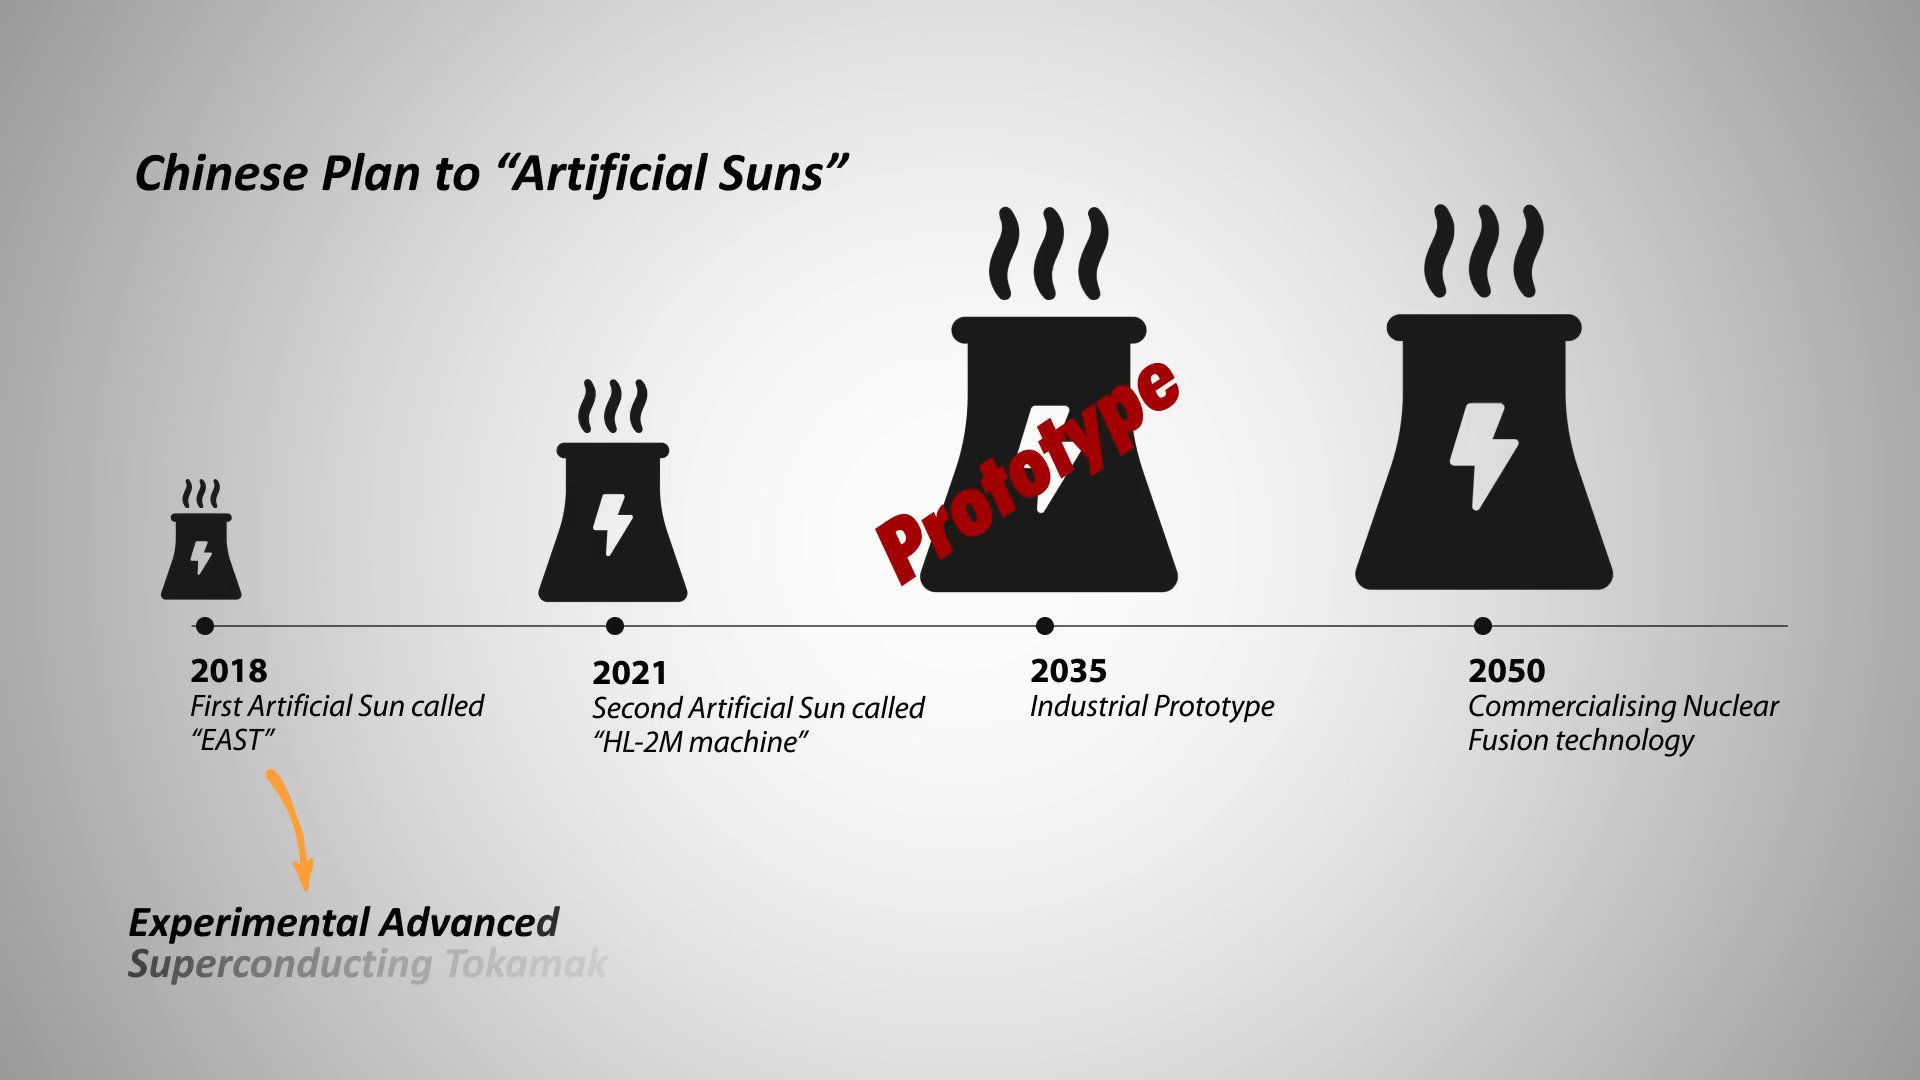 Chinese Plan to “Artificial Suns”
Prototype
2018
First Artificial Sun called
“EAST”
2021
Second Artificial Sun called
“HL-2M machine”
2035
Industrial Prototype
2050
Commercialising Nuclear
Fusion technology
Experimental Advanced
Superconducting Tokamak